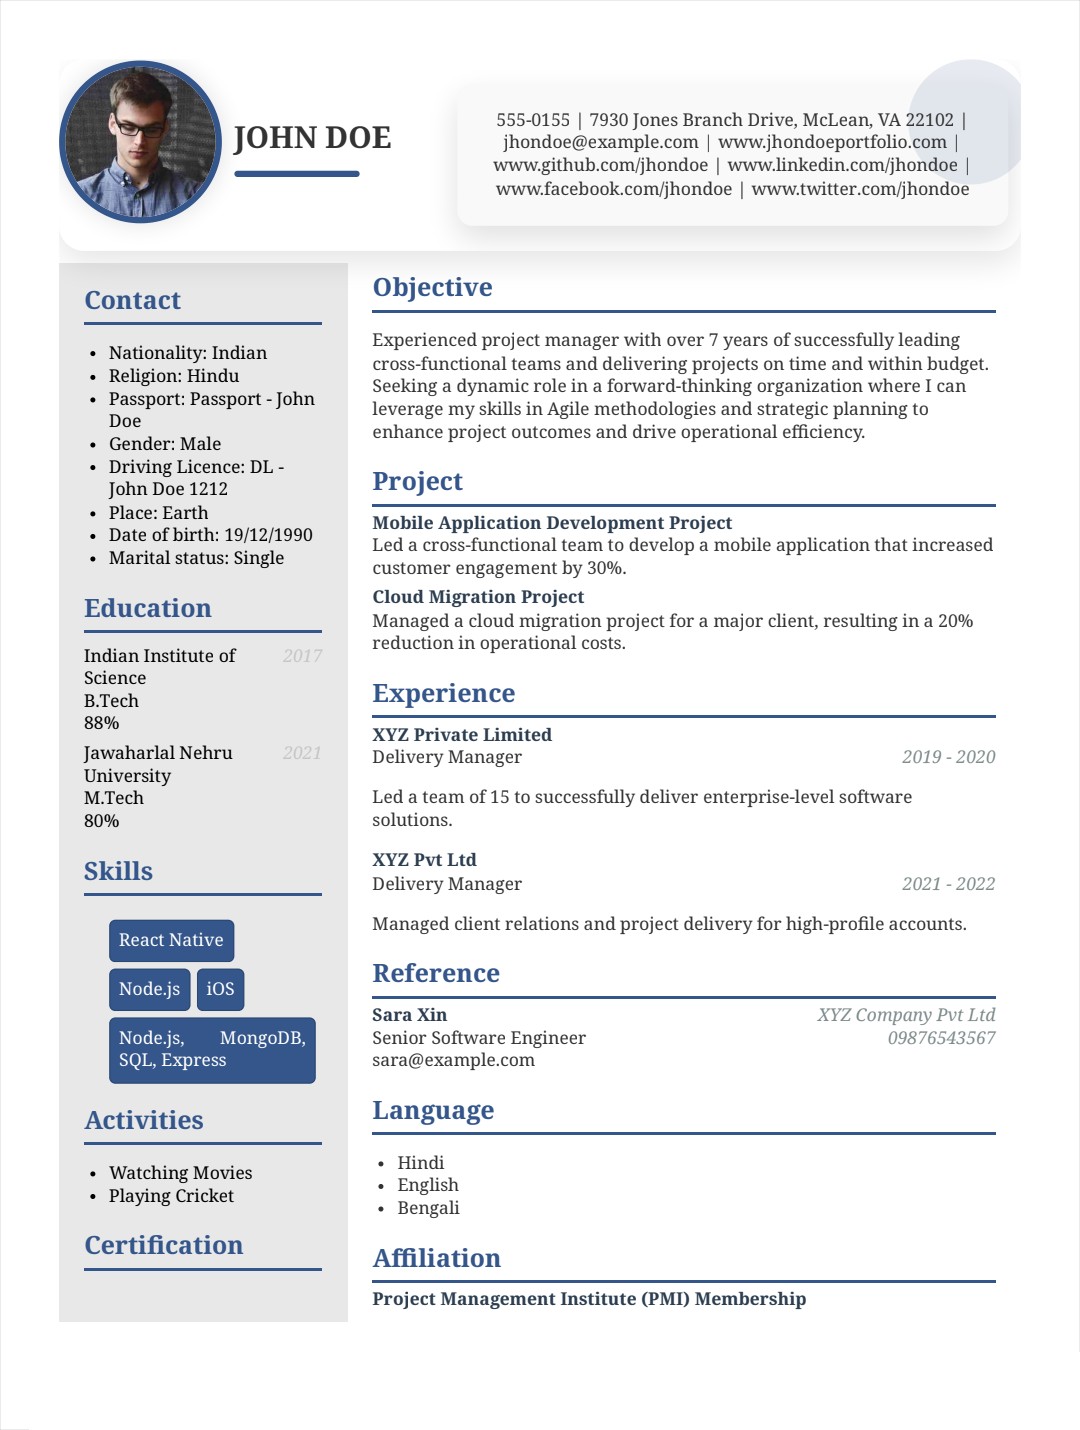 JOHN DOE
555-0155 | 7930 Jones Branch Drive, McLean, VA 22102 |
jhondoe@example.com | www.jhondoeportfolio.com |
www.github.com/jhondoe | www.linkedin.com/jhondoe |
www.facebook.com/jhondoe | www.twitter.com/jhondoe
Contact
• Nationality: Indian
• Religion: Hindu
• Passport: Passport - John
Doe
• Gender: Male
• Driving Licence: DL -
John Doe 1212
• Place: Earth
• Date of birth: 19/12/1990
• Marital status: Single
Education
Indian Institute of 2017
Science
B.Tech
88%
Jawaharlal Nehru 2021
University
M.Tech
80%
Skills
React Native
Node.js iOS
Node.js, MongoDB,
SQL, Express
Activities
• Watching Movies
• Playing Cricket
Certification
Objective
Experienced project manager with over 7 years of successfully leading
cross-functional teams and delivering projects on time and within budget.
Seeking a dynamic role in a forward-thinking organization where I can
leverage my skills in Agile methodologies and strategic planning to
enhance project outcomes and drive operational efficiency.
Project
Mobile Application Development Project
Led a cross-functional team to develop a mobile application that increased
customer engagement by 30%.
Cloud Migration Project
Managed a cloud migration project for a major client, resulting in a 20%
reduction in operational costs.
Experience
XYZ Private Limited
Delivery Manager 2019 - 2020
Led a team of 15 to successfully deliver enterprise-level software
solutions.
XYZ Pvt Ltd
Delivery Manager 2021 - 2022
Managed client relations and project delivery for high-profile accounts.
Reference
Sara Xin XYZ Company Pvt Ltd
Senior Software Engineer 09876543567
sara@example.com
Language
• Hindi
• English
• Bengali
Affiliation
Project Management Institute (PMI) Membership